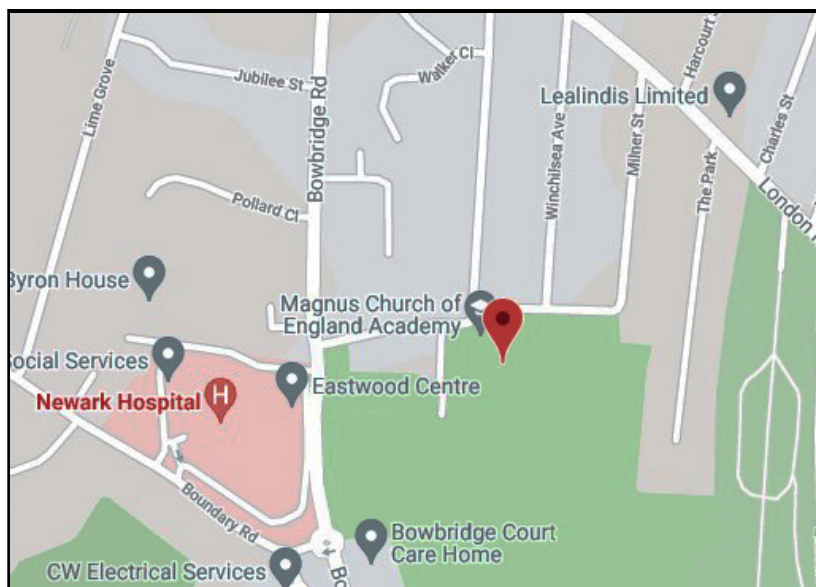 Harcourt S
Jubilee St
Walker Cl
Bowbridge Rd
Lime Grove
Lealindis Limited
Charles St
Winchilsea Ave
Milner St
The Park
London
Pollard Cl
Byron House
Magnus Church of
England Academy
Social Services
Eastwood Centre
Newark Hospital
H
Boundary Rd
Bowbridge Court
Care Home
CW Electrical Services
Bo